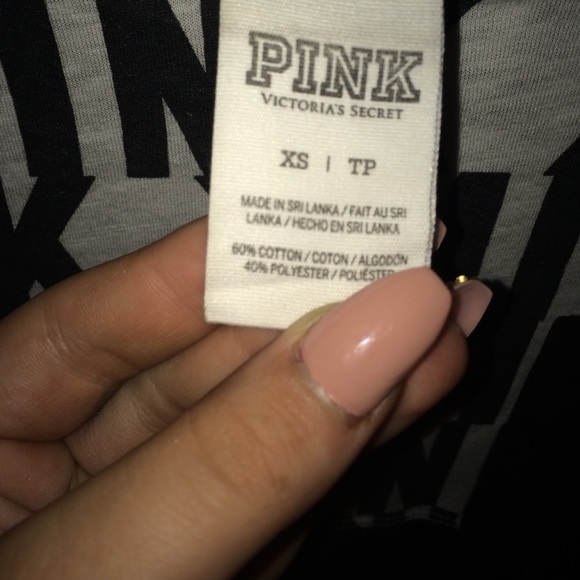 PINK
VICTORIA'S SECRET
XS | TP
MADE IN SRI LANKA / FAIT AU SRI
LANKA / HECHO EN SRI LANKA
60% COTTON / COTON / ALGODÓN
40% POLYESTER / POLIÉSTER